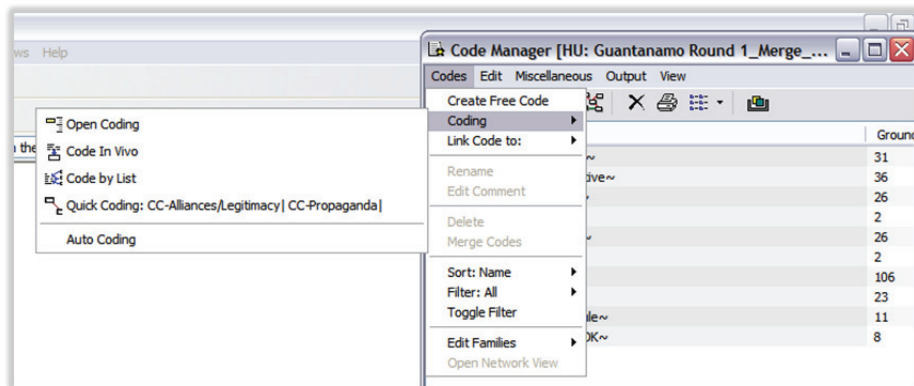 ws Help
Code Manager [HU: Guantanamo Round 1_Merge_...
Codes Edit Miscellaneous Output View
Create Free Code
Coding
Link Code to:
Rename
Edit Comment
Delete
Merge Codes
Sort: Name
Filter: All
Toggle Filter
Edit Families
Open Network View
Open Coding
Code In Vivo
Code by List
Quick Coding: CC-Alliances/Legitimacy| CC-Propaganda|
Auto Coding
n the
Ground
~ 31
tive~ 36
26
2
~ 26
2
106
23
ule~ 11
OK~ 8